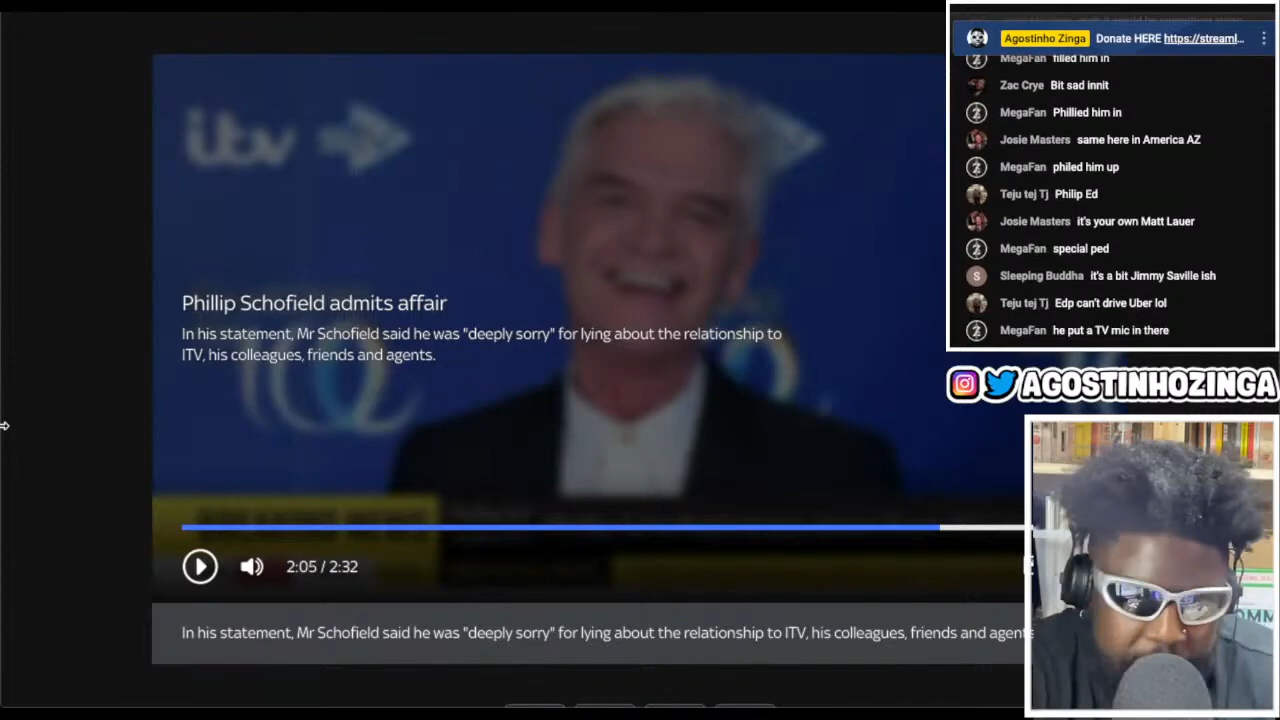 itv
Phillip Schofield admits affair
In his statement, Mr Schofield said he was "deeply sorry" for lying about the relationship to
ITV, his colleagues, friends and agents.
2:05 / 2:32
In his statement, Mr Schofield said he was "deeply sorry" for lying about the relationship to ITV, his colleagues, friends and agents
Agostinho Zinga Donate HERE https://streaml...
MegaFan filled him in
Zac Crye Bit sad innit
MegaFan Phillied him in
Josie Masters same here in America AZ
MegaFan philed him up
Teju tej Tj Philip Ed
Josie Masters it's your own Matt Lauer
MegaFan special ped
S
Sleeping Buddha it's a bit Jimmy Saville ish
Teju tej Tj Edp can't drive Uber lol
MegaFan he put a TV mic in there
AGOSTINHOZINGA